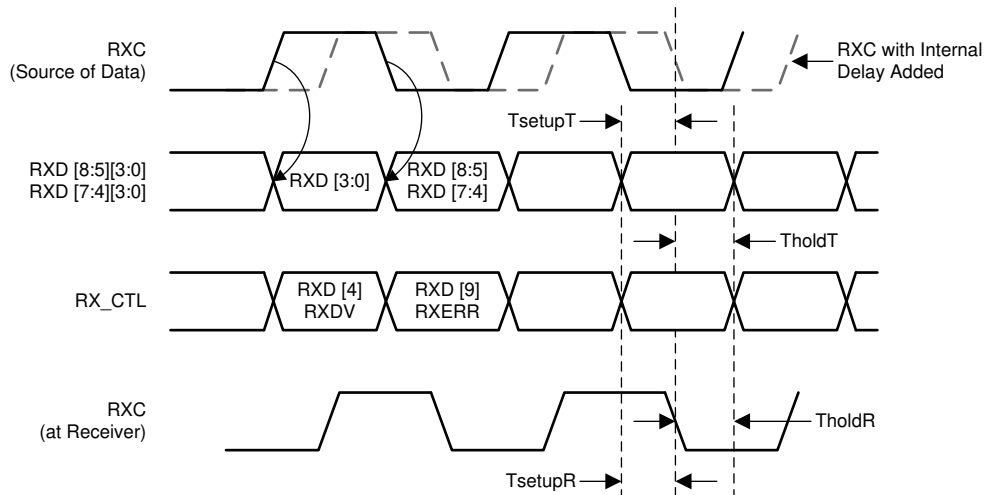 RXC
(Source of Data)
RXC with Internal
Delay Added
TsetupT
RXD [8:5][3:0]
RXD [7:4][3:0]
RXD [3:0]
RXD [8:5]
RXD [7:4]
TholdT
RX_CTL
RXD [4]
RXDV
RXD [9]
RXERR
RXC
(at Receiver)
TholdR
TsetupR